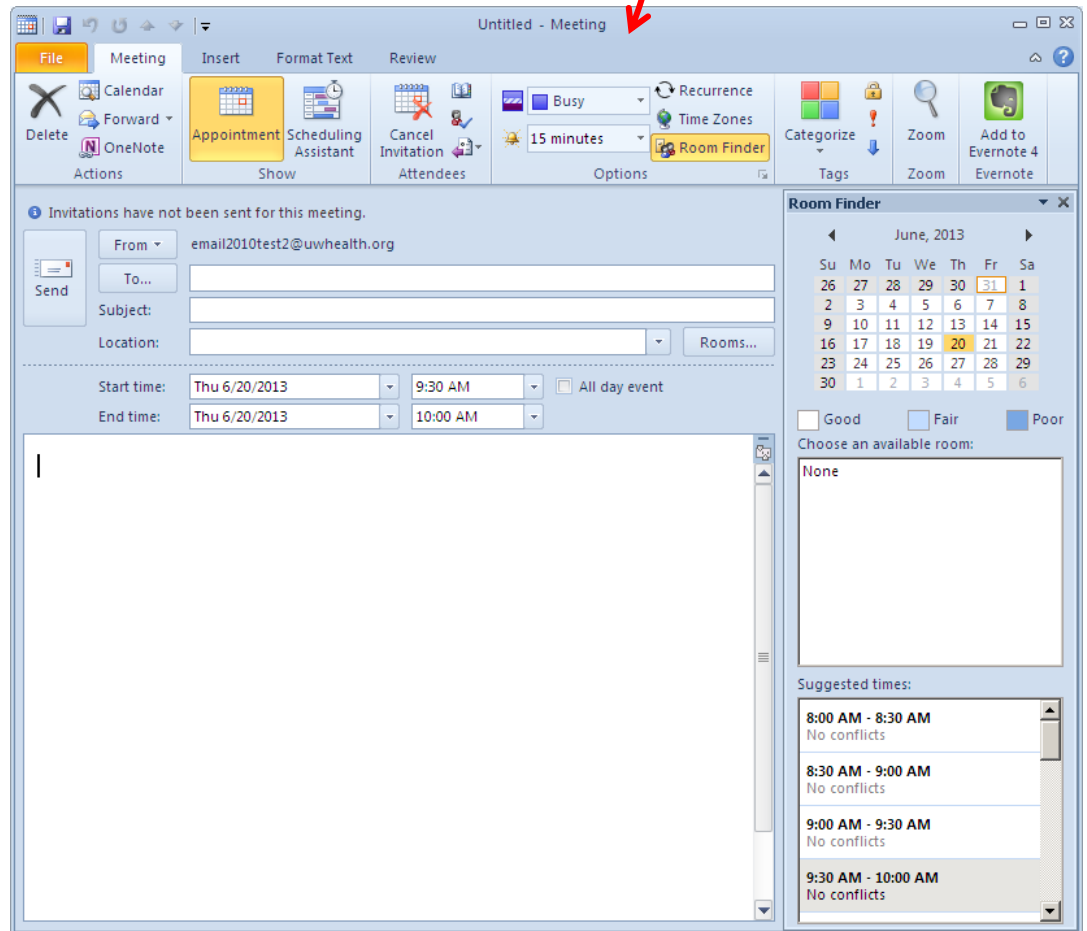 Untitled - Meeting
File Meeting Insert Format Text Review
Delete
Calendar
Forward
OneNote
Actions
Appointment
Scheduling Assistant
Show
Cancel Invitation
Attendees
Busy
15 minutes
Recurrence
Time Zones
Room Finder
Options
Categorize
Tags
Zoom
Zoom
Add to Evernote 4
Evernote
Invitations have not been sent for this meeting.
Send
From email2010test2@uwhealth.org
To...
Subject:
Location: Rooms...
Start time: Thu 6/20/2013 9:30 AM All day event
End time: Thu 6/20/2013 10:00 AM
Room Finder
June, 2013
Su Mo Tu We Th Fr Sa
26 27 28 29 30 31 1
2 3 4 5 6 7 8
9 10 11 12 13 14 15
16 17 18 19 20 21 22
23 24 25 26 27 28 29
30 1 2 3 4 5 6
Good Fair Poor
Choose an available room:
None
Suggested times:
8:00 AM - 8:30 AM
No conflicts
8:30 AM - 9:00 AM
No conflicts
9:00 AM - 9:30 AM
No conflicts
9:30 AM - 10:00 AM
No conflicts